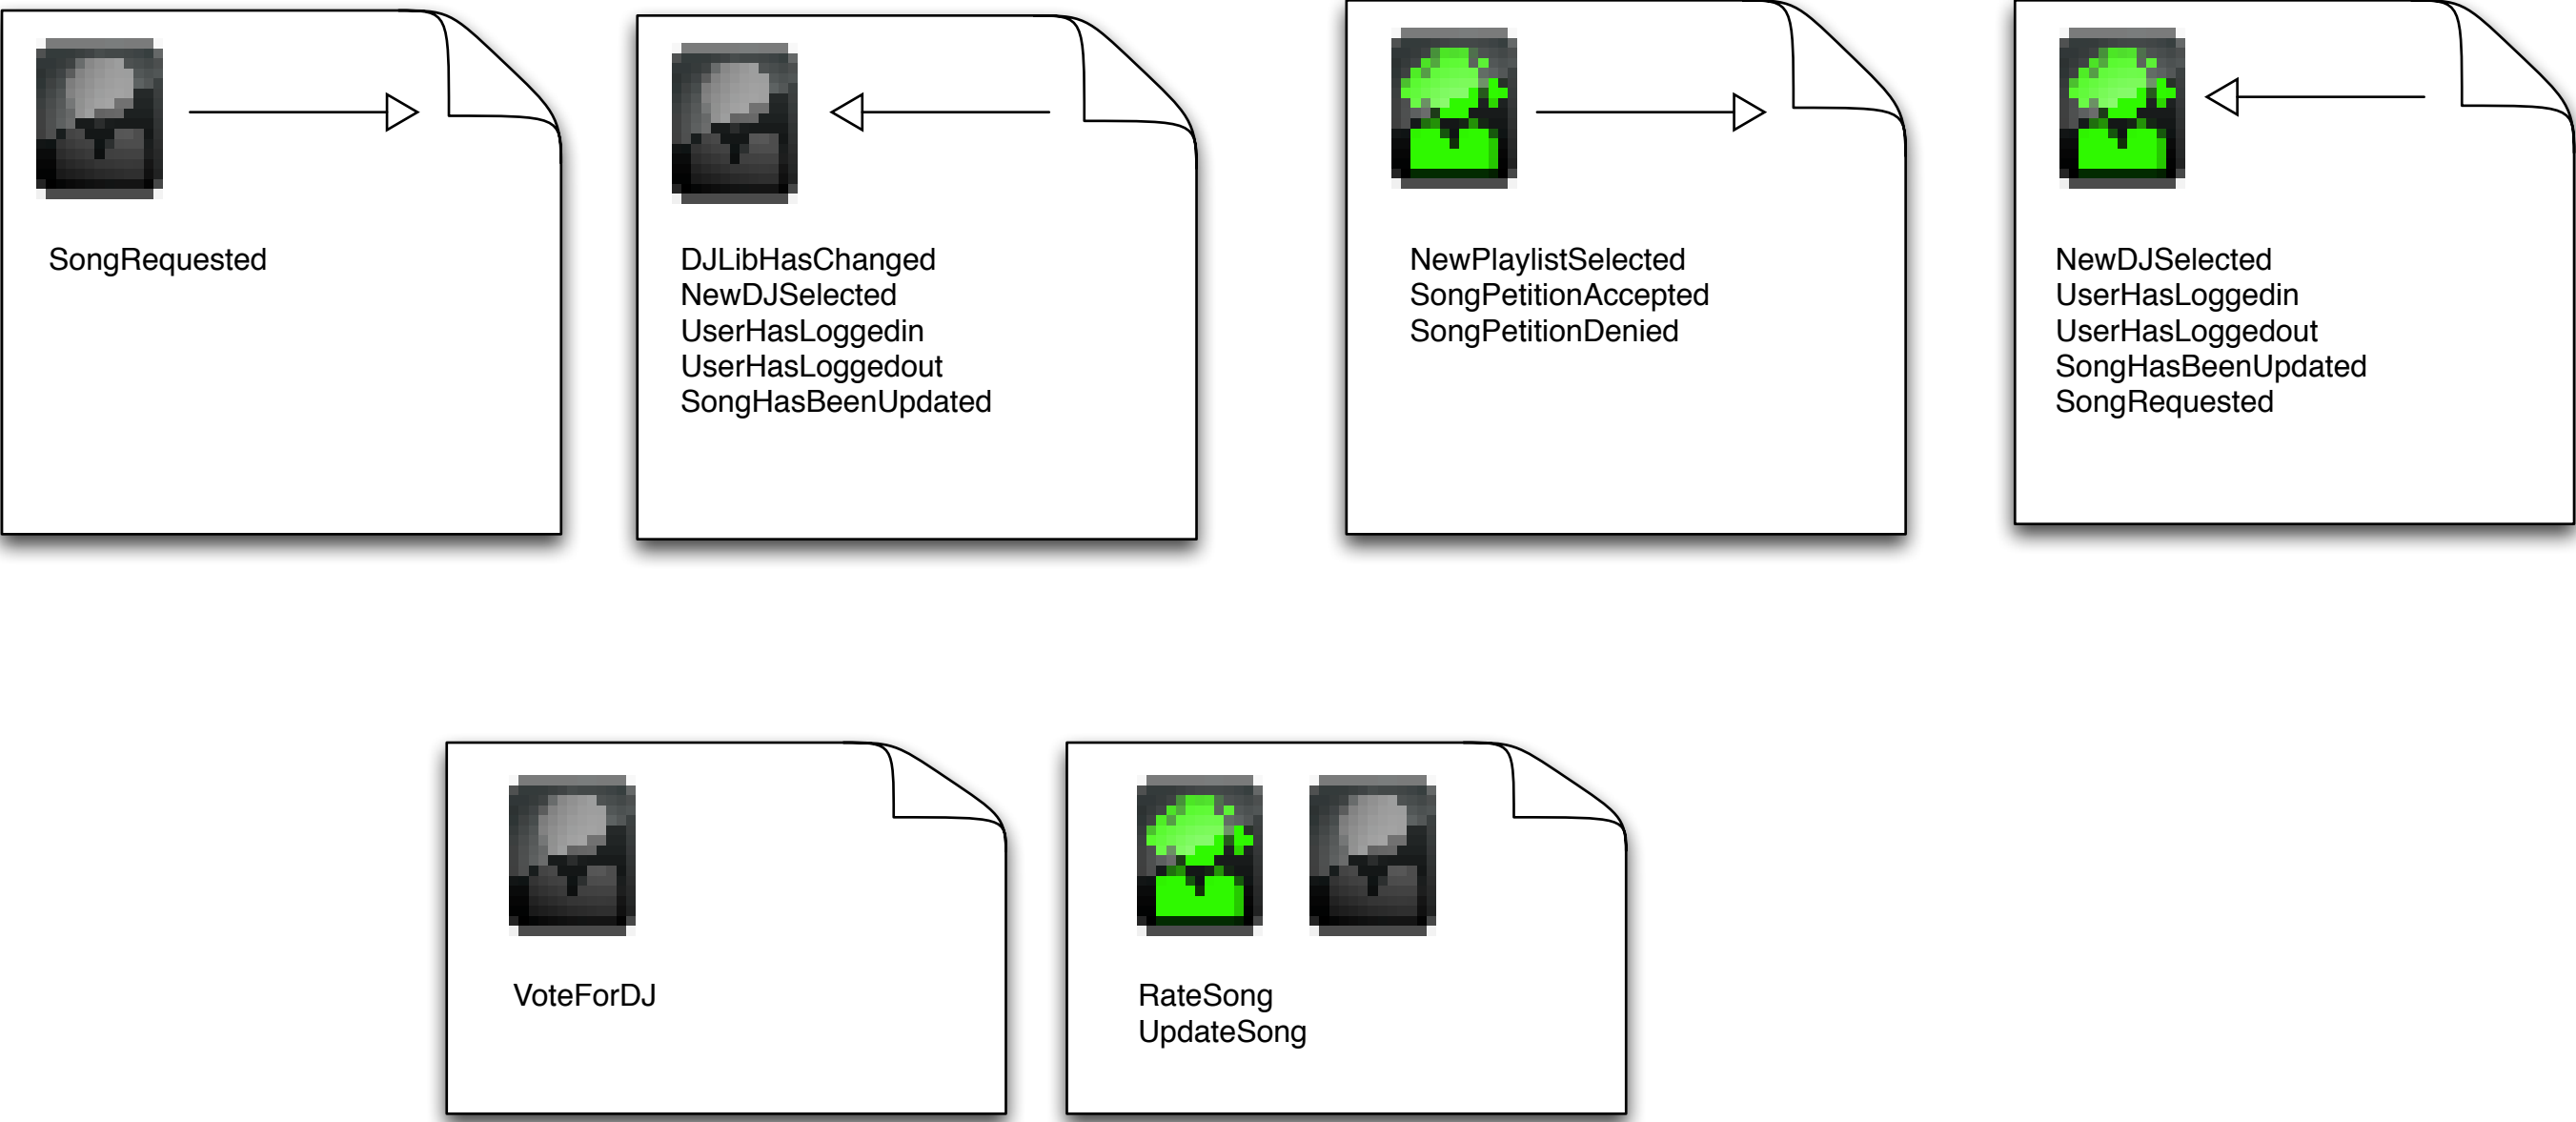 SongRequested
DJLibHasChanged
NewDJSelected
UserHasLoggedin
UserHasLoggedout
SongHasBeenUpdated
NewPlaylistSelected
SongPetitionAccepted
SongPetitionDenied
NewDJSelected
UserHasLoggedin
UserHasLoggedout
SongHasBeenUpdated
SongRequested
VoteForDJ
RateSong
UpdateSong